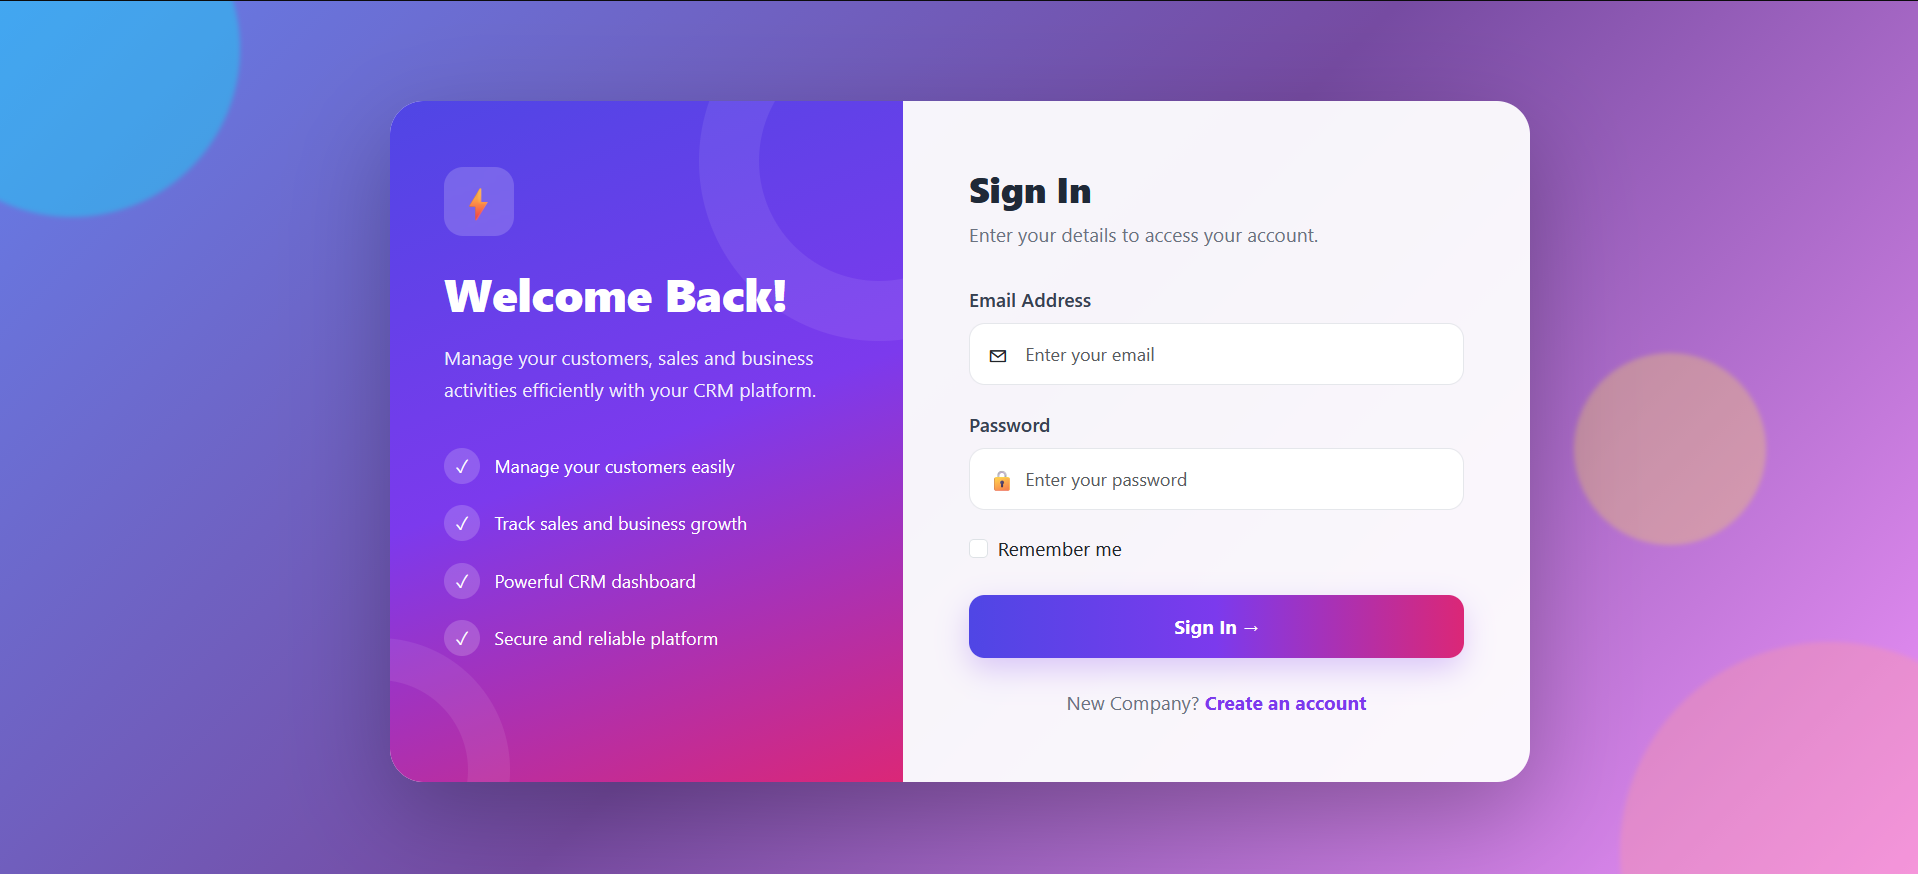 Welcome Back!
Manage your customers, sales and business
activities efficiently with your CRM platform.
✓ Manage your customers easily
✓ Track sales and business growth
✓ Powerful CRM dashboard
✓ Secure and reliable platform
Sign In
Enter your details to access your account.
Email Address
Enter your email
Password
Enter your password
Remember me
Sign In →
New Company? Create an account